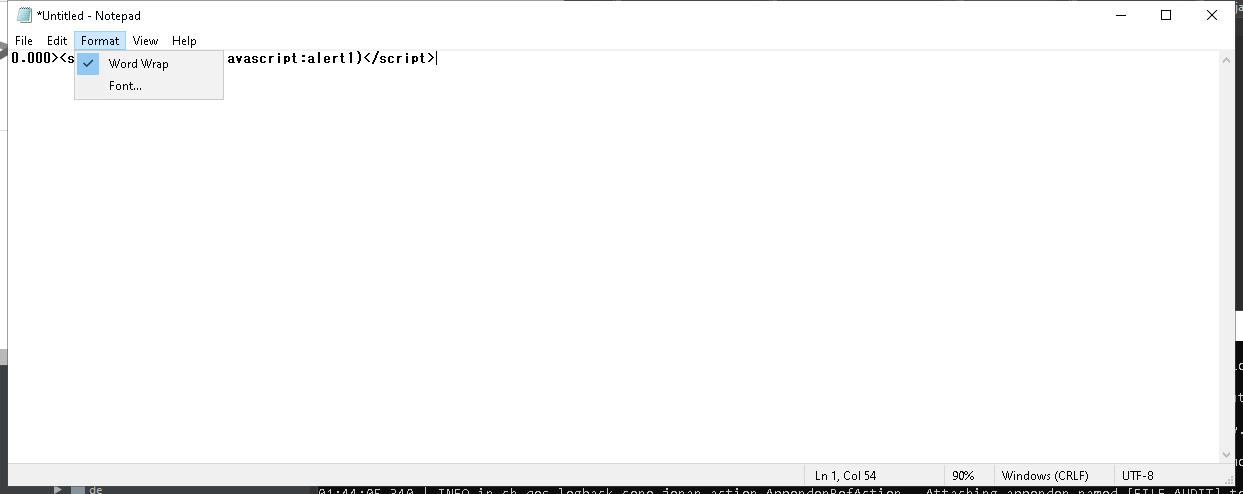 *Untitled - Notepad
File Edit Format View Help
0.000><s avascript:alert1)</script>
Word Wrap
Font...
Ln 1, Col 54 90% Windows (CRLF) UTF-8
de